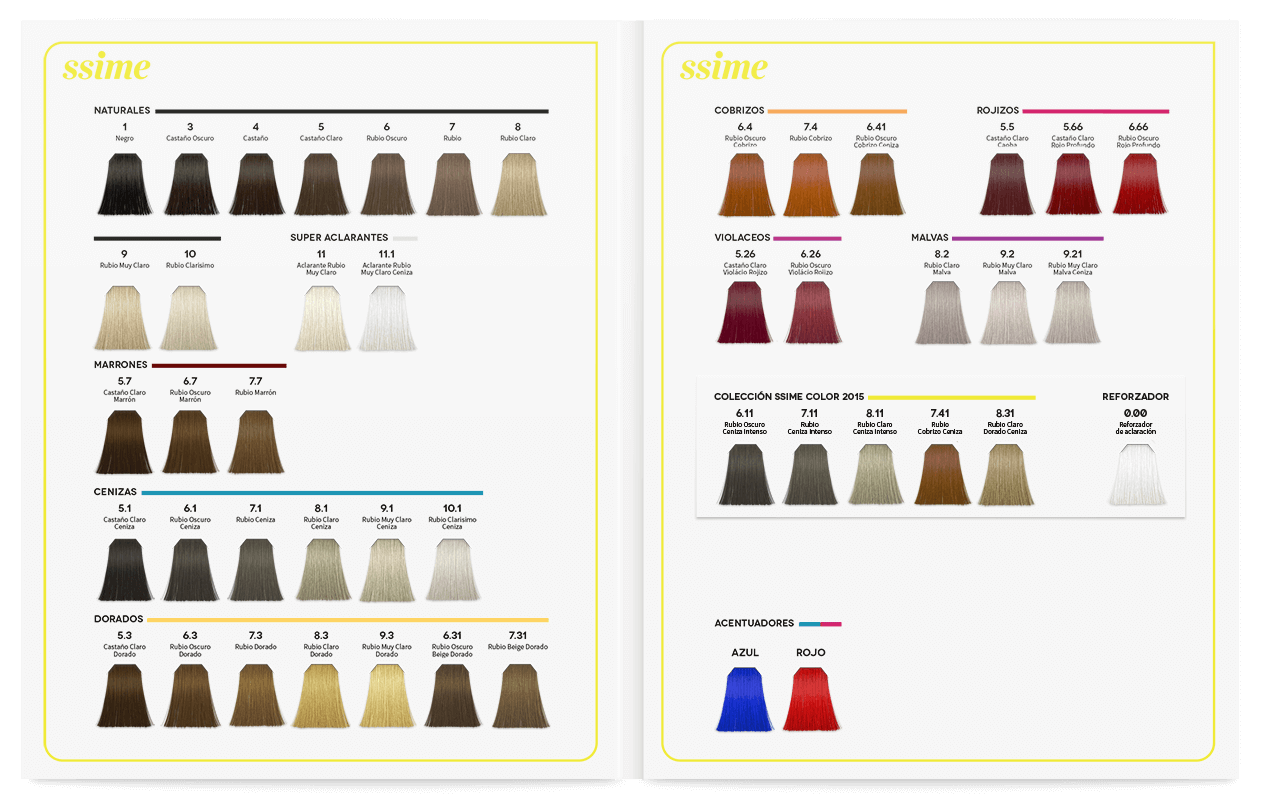 ssime
NATURALES
1 3 4 5 6 7 8
Negro Castaño Oscuro Castaño Castaño Claro Rubio Oscuro Rubio Rubio Claro
SUPER ACLARANTES
9 10 11 11.1
Rubio Muy Claro Rubio Clarisimo Aclarante Rubio Aclarante Rubio
Muy Claro Muy Claro Ceniza
MARRONES
5.7 6.7 7.7
Castaño Claro Rubio Oscuro Rubio Marrón
Marrón Marrón
CENIZAS
5.1 6.1 7.1 8.1 9.1 10.1
Castaño Claro Rubio Oscuro Rubio Ceniza Rubio Claro Rubio Muy Claro Rubio Clarisimo
Ceniza Ceniza Ceniza Ceniza Ceniza
DORADOS
5.3 6.3 7.3 8.3 9.3 6.31 7.31
Castaño Claro Rubio Oscuro Rubio Dorado Rubio Claro Rubio Muy Claro Rubio Oscuro Rubio Beige Dorado
Dorado Dorado Dorado Dorado Beige Dorado
ssime
COBRIZOS ROJIZOS
6.4 7.4 6.41 5.5 5.66 6.66
Rubio Oscuro Rubio Cobrizo Rubio Oscuro Castaño Claro Castaño Claro Rubio Oscuro
Cobrizo Cobrizo Ceniza Caoba Rojo Profundo Rojo Profundo
VIOLACEOS MALVAS
5.26 6.26 8.2 9.2 9.21
Castaño Claro Rubio Oscuro Rubio Claro Rubio Muy Claro Rubio Muy Claro
Violácio Rojizo Violácio Rojizo Malva Malva Malva Ceniza
COLECCIÓN SSIME COLOR 2015 REFORZADOR
6.11 7.11 8.11 7.41 8.31 0.00
Rubio Oscuro Rubio Rubio Claro Rubio Rubio Claro Reforzador
Ceniza Intenso Ceniza Intenso Ceniza Intenso Cobrizo Ceniza Dorado Ceniza de aclaración
ACENTUADORES
AZUL ROJO